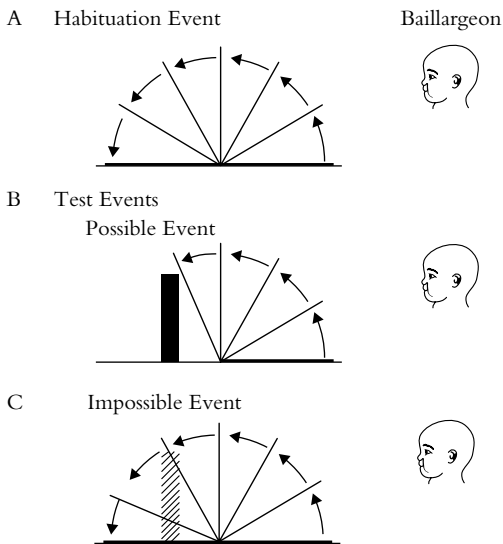 A Habituation Event Baillargeon
B Test Events
Possible Event
C Impossible Event